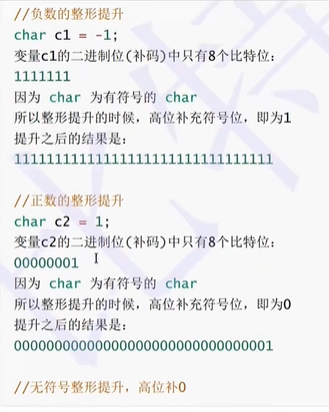 //负数的整形提升
char c1 = -1;
变量c1的二进制位(补码)中只有8个比特位:
1111111
因为 char 为有符号的 char
所以整形提升的时候，高位补充符号位，即为1
提升之后的结果是:
11111111111111111111111111111111
//正数的整形提升
char c2 = 1;
变量c2的二进制位(补码)中只有8个比特位:
00000001
因为 char 为有符号的 char
所以整形提升的时候，高位补充符号位，即为0
提升之后的结果是:
00000000000000000000000000000001
//无符号整形提升，高位补0